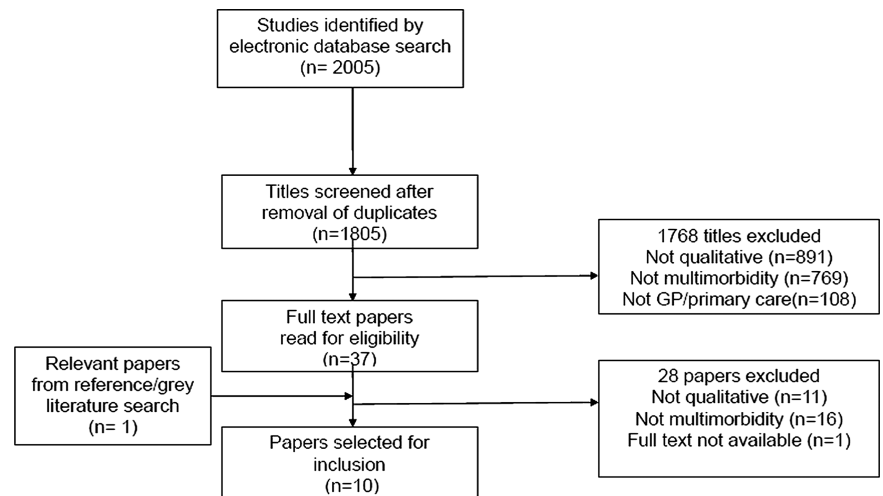 Studies identified by
electronic database search
(n= 2005)
Titles screened after
removal of duplicates
(n=1805)
1768 titles excluded
Not qualitative (n=891)
Not multimorbidity (n=769)
Not GP/primary care(n=108)
Full text papers
read for eligibility
(n=37)
Relevant papers
from reference/grey
literature search
(n= 1)
28 papers excluded
Not qualitative (n=11)
Not multimorbidity (n=16)
Full text not available (n=1)
Papers selected for
inclusion
(n=10)